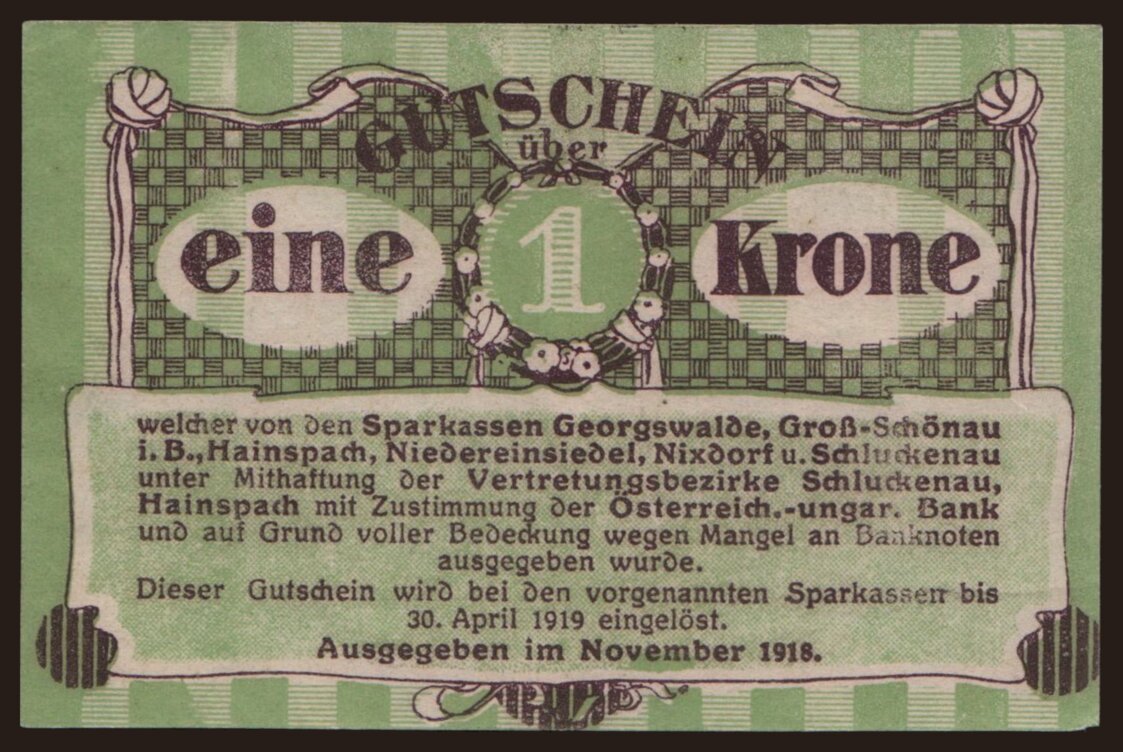 GUTSCHEIN
über
eine 1 Krone
welcher von den Sparkassen Georgswalde, Groß-Schönau
i. B., Hainspach, Niedereinsiedel, Nixdorf u. Schluckenau
unter Mithaftung der Vertretungsbezirke Schluckenau,
Hainspach mit Zustimmung der Österreich.-ungar. Bank
und auf Grund voller Bedeckung wegen Mangel an Banknoten
ausgegeben wurde.
Dieser Gutschein wird bei den vorgenannten Sparkassen bis
30. April 1919 eingelöst.
Ausgegeben im November 1918.